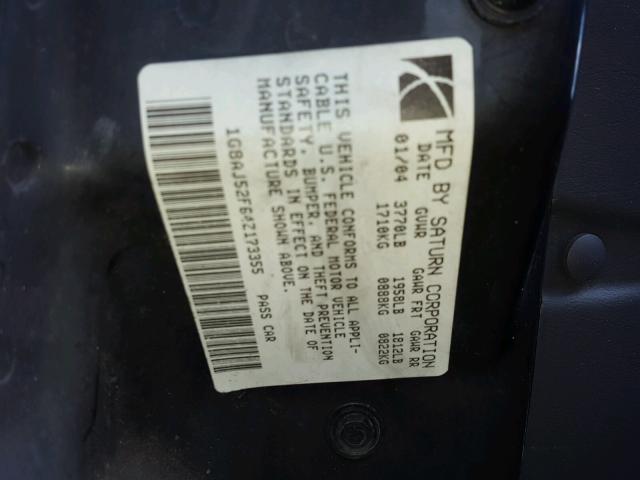 MFD BY SATURN CORPORATION
DATE GVWR GAWR FRT GAWR RR
01/04 3770LB 1958LB 1812LB
1710KG 0888KG 0822KG
THIS VEHICLE CONFORMS TO ALL APPLI-
CABLE U.S. FEDERAL MOTOR VEHICLE
SAFETY, BUMPER, AND THEFT PREVENTION
STANDARDS IN EFFECT ON THE DATE OF
MANUFACTURE SHOWN ABOVE.
1G8AJ52F64Z173355 PASS CAR